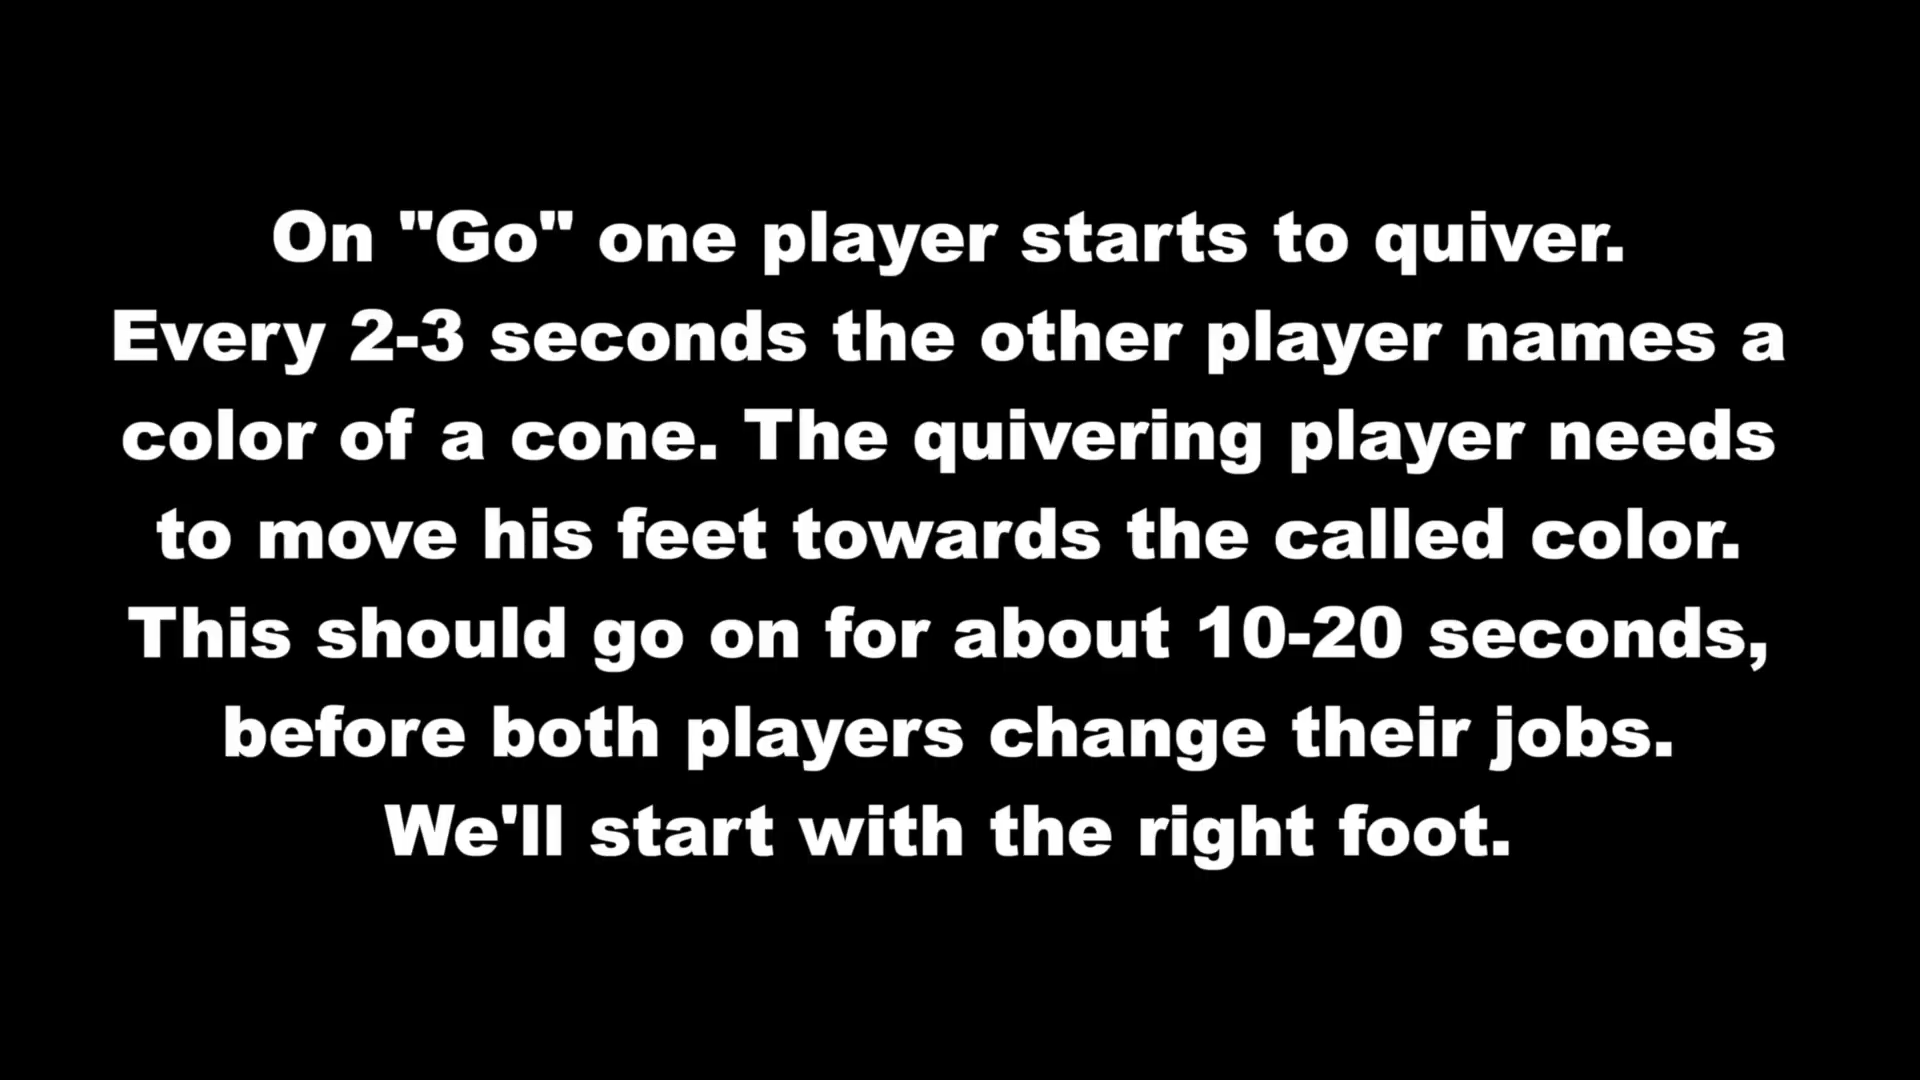 On "Go" one player starts to quiver.
Every 2-3 seconds the other player names a
color of a cone. The quivering player needs
to move his feet towards the called color.
This should go on for about 10-20 seconds,
before both players change their jobs.
We'll start with the right foot.